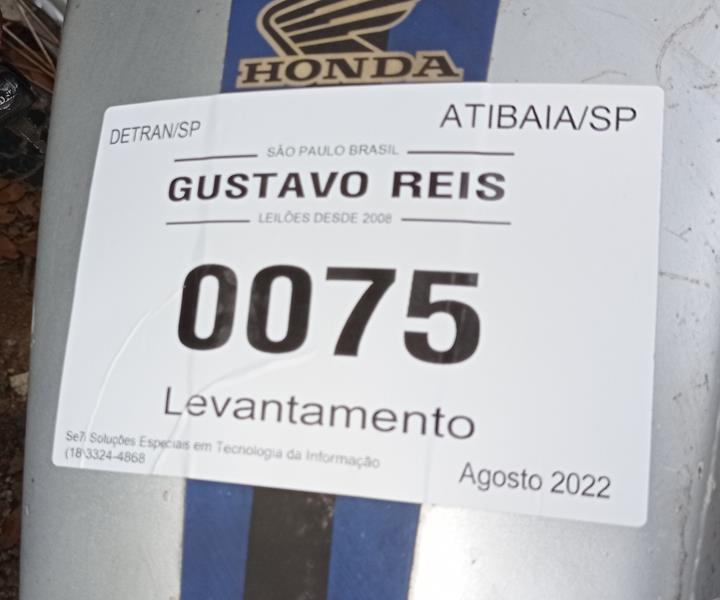 HONDA
DETRAN/SP
ATIBAIA/SP
SÃO PAULO BRASIL
GUSTAVO REIS
LEILÕES DESDE 2008
0075
Levantamento
Se7i Soluções Especiais em Tecnologia da Informação
(18)3324-4868
Agosto 2022